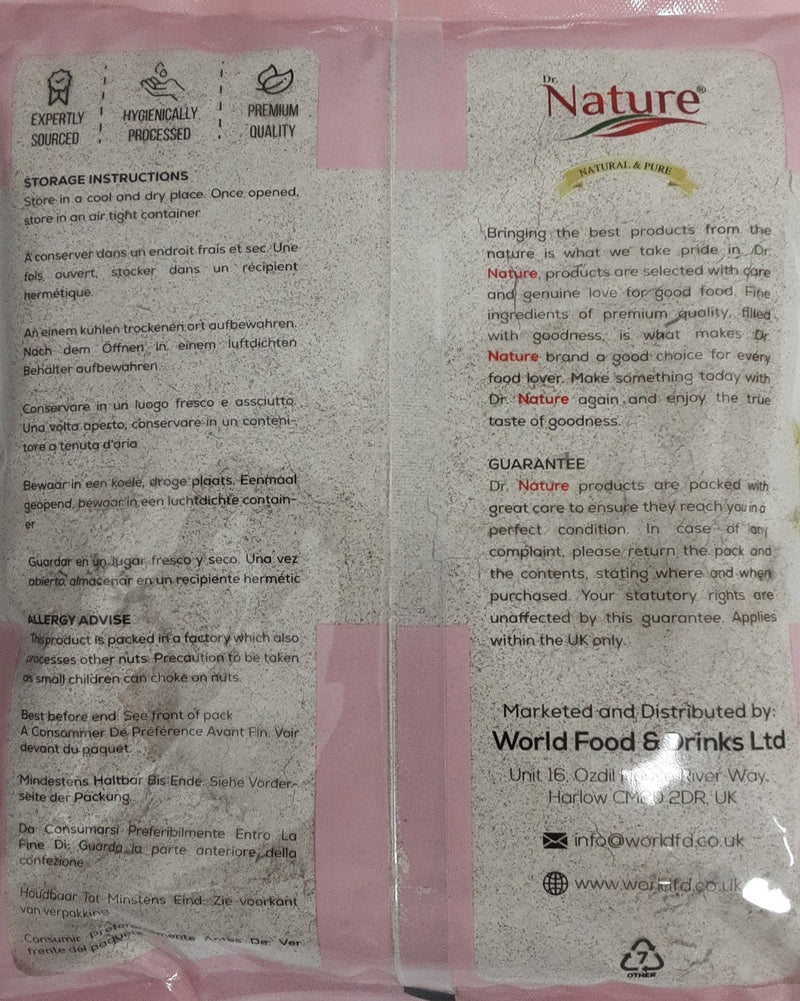 EXPERTLY
SOURCED
HYGIENICALLY
PROCESSED
PREMIUM
QUALITY
STORAGE INSTRUCTIONS
Store in a cool and dry place. Once opened,
store in an air tight container
A conserver dans un endroit frais et sec. Une
fois ouvert, stocker dans un récipient
hermétique.
An einem kuhlen trockenen ort aufbewahren.
Nach dem Öffnen in einem luftdichten
Behalter aufbewahren
Conservare in un luogo fresco e assciutto.
Una volta aperto, conservare in un conteni-
tore a tenuta d'aria
Bewaar in een koele, droge plaats. Eenmaal
geopend, bewaar in een luchtdichte contain-
er
Guardar en un lugar fresco y seco. Una vez
abierto, almacenar en un recipiente hermétic
ALLERGY ADVISE
This product is packed in a factory which also
processes other nuts. Precaution to be taken
as small children can choke on nuts.
Best before end: See front of pack
A Consommer De Préférence Avant Fin: Voir
devant du paquet.
Mindestens Haltbar Bis Ende: Siehe Vorder-
seite der Packung.
Da Consumarsi Preferibilmente Entro La
Fine Di: Guarda la parte anteriore della
confezione
Houdbaar Tot Minstens Eind: Zie voorkant
van verpakking
Consumir Preferentemente Antes De: Ver
frente del paquete
Dr.
Nature®
NATURAL & PURE
Bringing the best products from the
nature is what we take pride in. Dr
Nature, products are selected with care
and genuine love for good food. Fine
ingredients of premium quality, filled
with goodness, is what makes Dr
Nature brand a good choice for every
food lover. Make something today with
Dr. Nature again and enjoy the true
taste of goodness.
GUARANTEE
Dr. Nature products are packed with
great care to ensure they reach you in a
perfect condition. In case of any
complaint, please return the pack and
the contents, stating where and when
purchased. Your statutory rights are
unaffected by this guarantee. Applies
within the UK only.
Marketed and Distributed by:
World Food & Drinks Ltd
Unit 16, Ozdil River Way,
Harlow 2DR, UK
info@worldfd.co.uk
www.worldfd.co.uk
7
OTHER